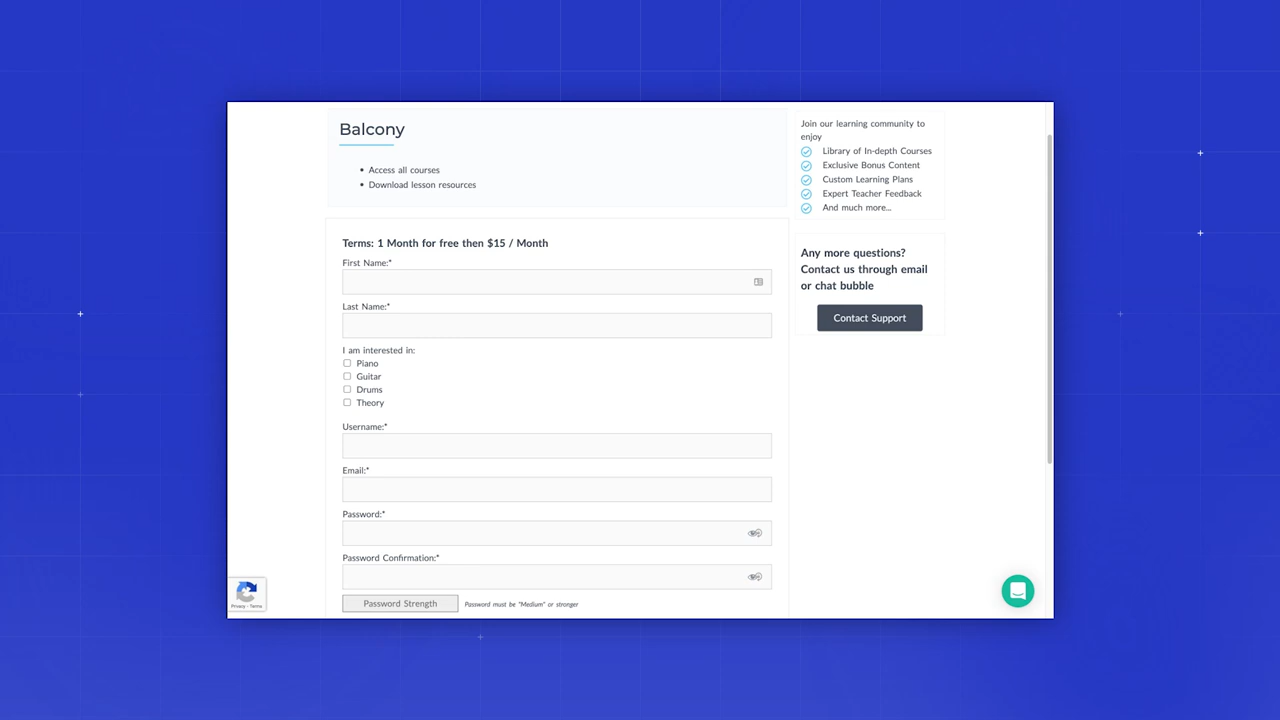 Balcony
Access all courses
Download lesson resources
Terms: 1 Month for free then $15 / Month
First Name:*
Last Name:*
I am interested in:
Piano
Guitar
Drums
Theory
Username:*
Email:*
Password:*
Password Confirmation:*
Password Strength
Password must be "Medium" or stronger
Join our learning community to
enjoy
Library of In-depth Courses
Exclusive Bonus Content
Custom Learning Plans
Expert Teacher Feedback
And much more...
Any more questions?
Contact us through email
or chat bubble
Contact Support
Privacy - Terms